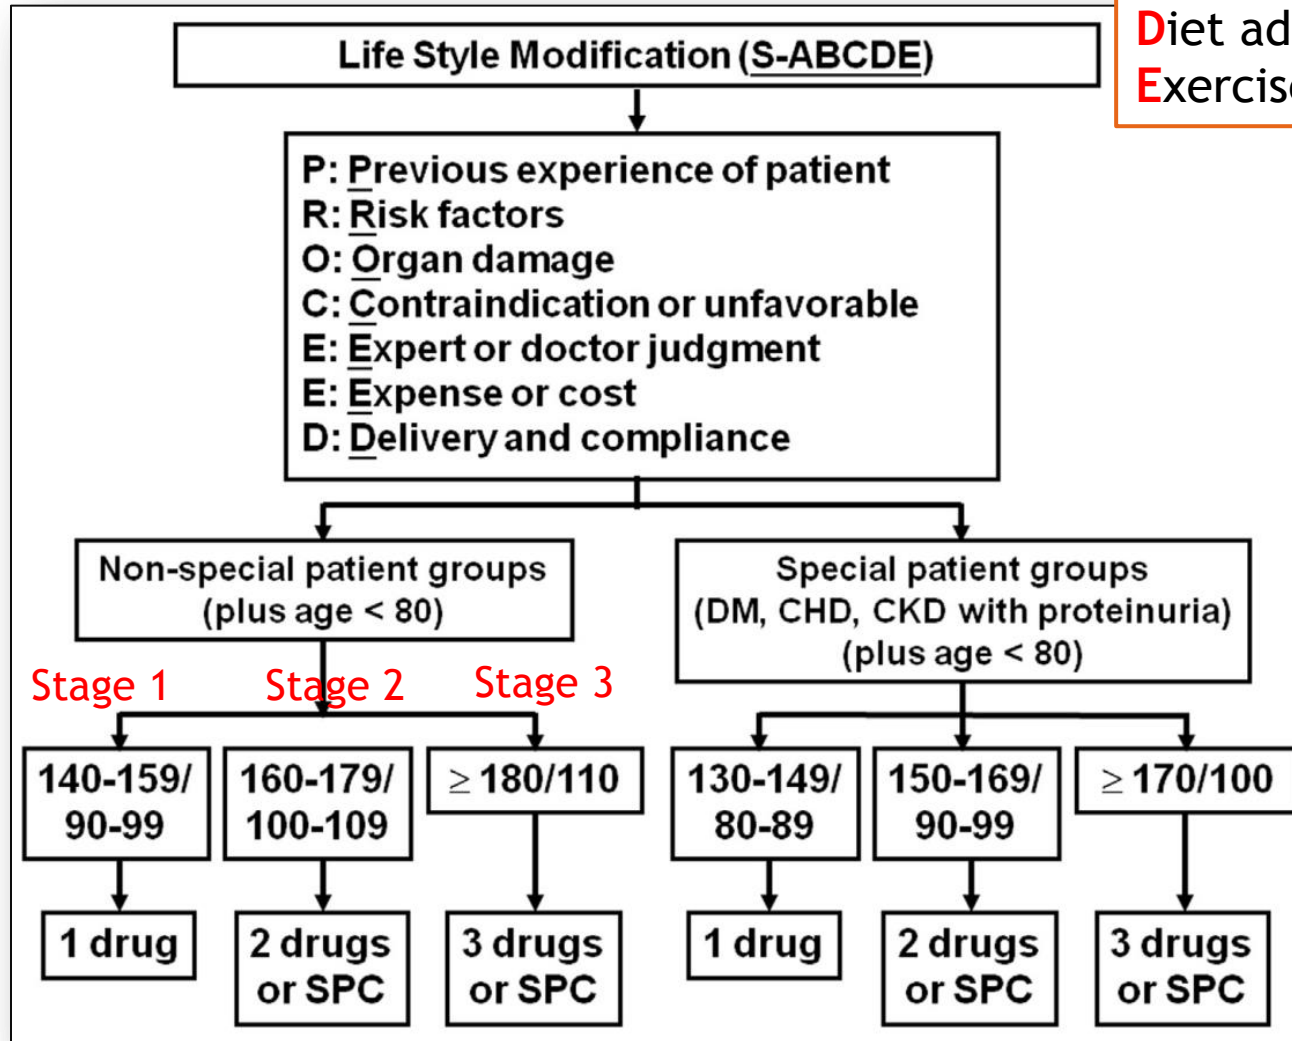 Diet ad
Exercise
Life Style Modification (S-ABCDE)
P: Previous experience of patient
R: Risk factors
O: Organ damage
C: Contraindication or unfavorable
E: Expert or doctor judgment
E: Expense or cost
D: Delivery and compliance
Non-special patient groups
(plus age < 80)
Special patient groups
(DM, CHD, CKD with proteinuria)
(plus age < 80)
Stage 1
Stage 2
Stage 3
140-159/
90-99
160-179/
100-109
≥ 180/110
130-149/
80-89
150-169/
90-99
≥ 170/100
1 drug
2 drugs
or SPC
3 drugs
or SPC
1 drug
2 drugs
or SPC
3 drugs
or SPC